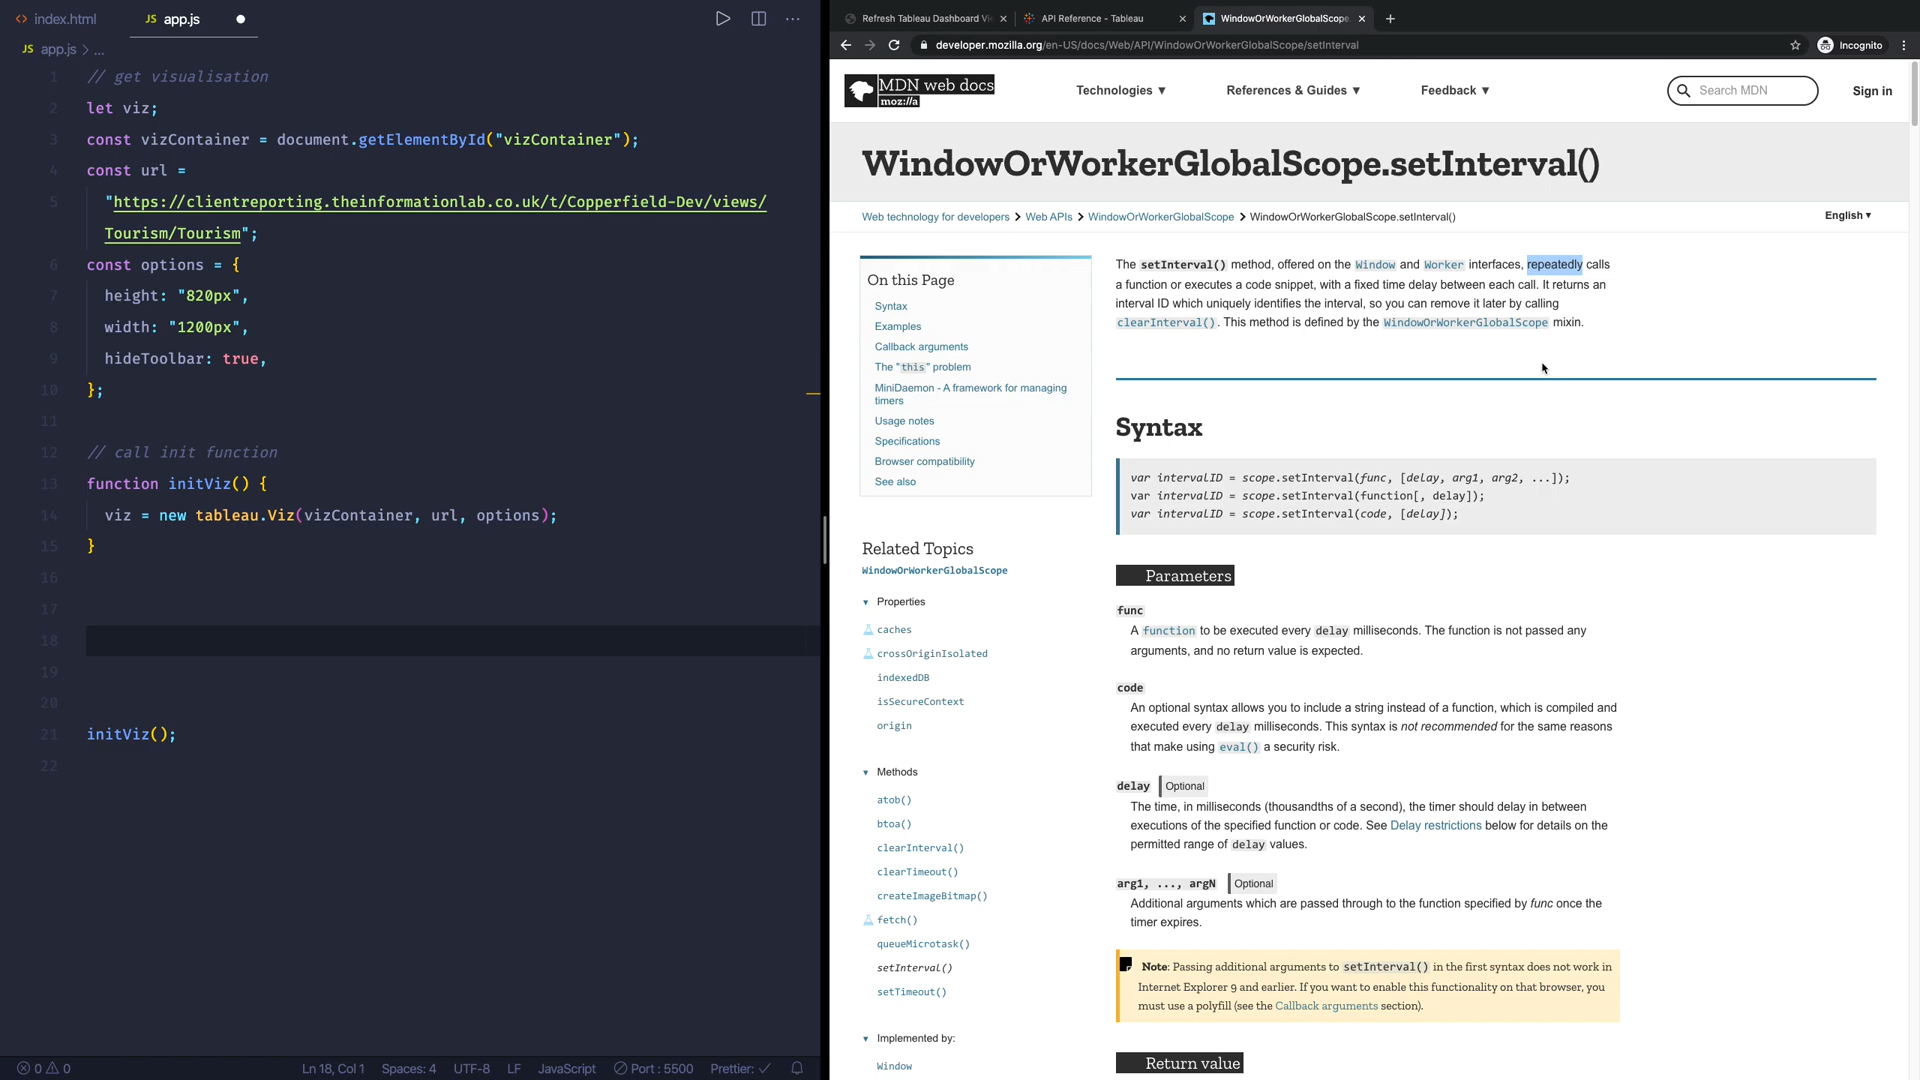 index.html
JS app.js
JS app.js > ...
1 // get visualisation
2 let viz;
3 const vizContainer = document.getElementById("vizContainer");
4 const url =
5 "https://clientreporting.theinformationlab.co.uk/t/Copperfield-Dev/views/
Tourism/Tourism";
6 const options = {
7 height: "820px",
8 width: "1200px",
9 hideToolbar: true,
10 };
11
12 // call init function
13 function initViz() {
14 viz = new tableau.Viz(vizContainer, url, options);
15 }
16
17
18
19
20
21 initViz();
22
0 0
Ln 18, Col 1 Spaces: 4 UTF-8 LF JavaScript Port : 5500 Prettier: ✓
Refresh Tableau Dashboard Vi
API Reference - Tableau
WindowOrWorkerGlobalScope.
developer.mozilla.org/en-US/docs/Web/API/WindowOrWorkerGlobalScope/setInterval
Incognito
MDN web docs
moz://a
Technologies ▼
References & Guides ▼
Feedback ▼
Search MDN
Sign in
WindowOrWorkerGlobalScope.setInterval()
Web technology for developers > Web APIs > WindowOrWorkerGlobalScope > WindowOrWorkerGlobalScope.setInterval()
English ▼
On this Page
Syntax
Examples
Callback arguments
The "this" problem
MiniDaemon - A framework for managing
timers
Usage notes
Specifications
Browser compatibility
See also
Related Topics
WindowOrWorkerGlobalScope
▼ Properties
caches
crossOriginIsolated
indexedDB
isSecureContext
origin
▼ Methods
atob()
btoa()
clearInterval()
clearTimeout()
createImageBitmap()
fetch()
queueMicrotask()
setInterval()
setTimeout()
▼ Implemented by:
Window
The setInterval() method, offered on the Window and Worker interfaces, repeatedly calls
a function or executes a code snippet, with a fixed time delay between each call. It returns an
interval ID which uniquely identifies the interval, so you can remove it later by calling
clearInterval(). This method is defined by the WindowOrWorkerGlobalScope mixin.
Syntax
var intervalID = scope.setInterval(func, [delay, arg1, arg2, ...]);
var intervalID = scope.setInterval(function[, delay]);
var intervalID = scope.setInterval(code, [delay]);
Parameters
func
A function to be executed every delay milliseconds. The function is not passed any
arguments, and no return value is expected.
code
An optional syntax allows you to include a string instead of a function, which is compiled and
executed every delay milliseconds. This syntax is not recommended for the same reasons
that make using eval() a security risk.
delay Optional
The time, in milliseconds (thousandths of a second), the timer should delay in between
executions of the specified function or code. See Delay restrictions below for details on the
permitted range of delay values.
arg1, ..., argN Optional
Additional arguments which are passed through to the function specified by func once the
timer expires.
Note: Passing additional arguments to setInterval() in the first syntax does not work in
Internet Explorer 9 and earlier. If you want to enable this functionality on that browser, you
must use a polyfill (see the Callback arguments section).
Return value